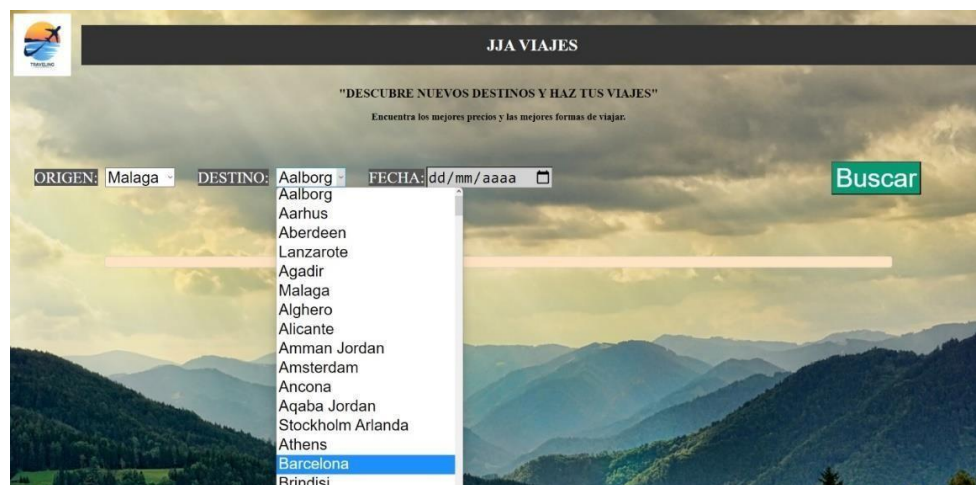 JJA VIAJES
TRAVELING
"DESCUBRE NUEVOS DESTINOS Y HAZ TUS VIAJES"
Encuentra los mejores precios y las mejores formas de viajar.
ORIGEN: Malaga DESTINO: Aalborg FECHA: dd/mm/aaaa Buscar
Aalborg
Aarhus
Aberdeen
Lanzarote
Agadir
Malaga
Alghero
Alicante
Amman Jordan
Amsterdam
Ancona
Aqaba Jordan
Stockholm Arlanda
Athens
Barcelona
Brindisi